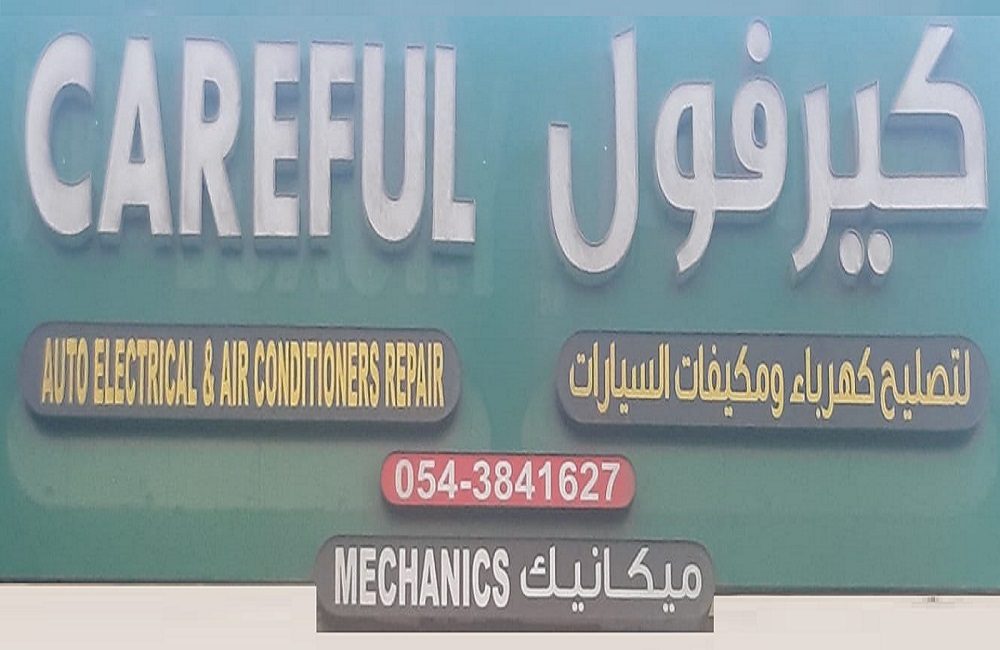 CAREFUL كيرفول
AUTO ELECTRICAL & AIR CONDITIONERS REPAIR لتصليح كهرباء ومكيفات السيارات
054-3841627
MECHANICS ميكانيك